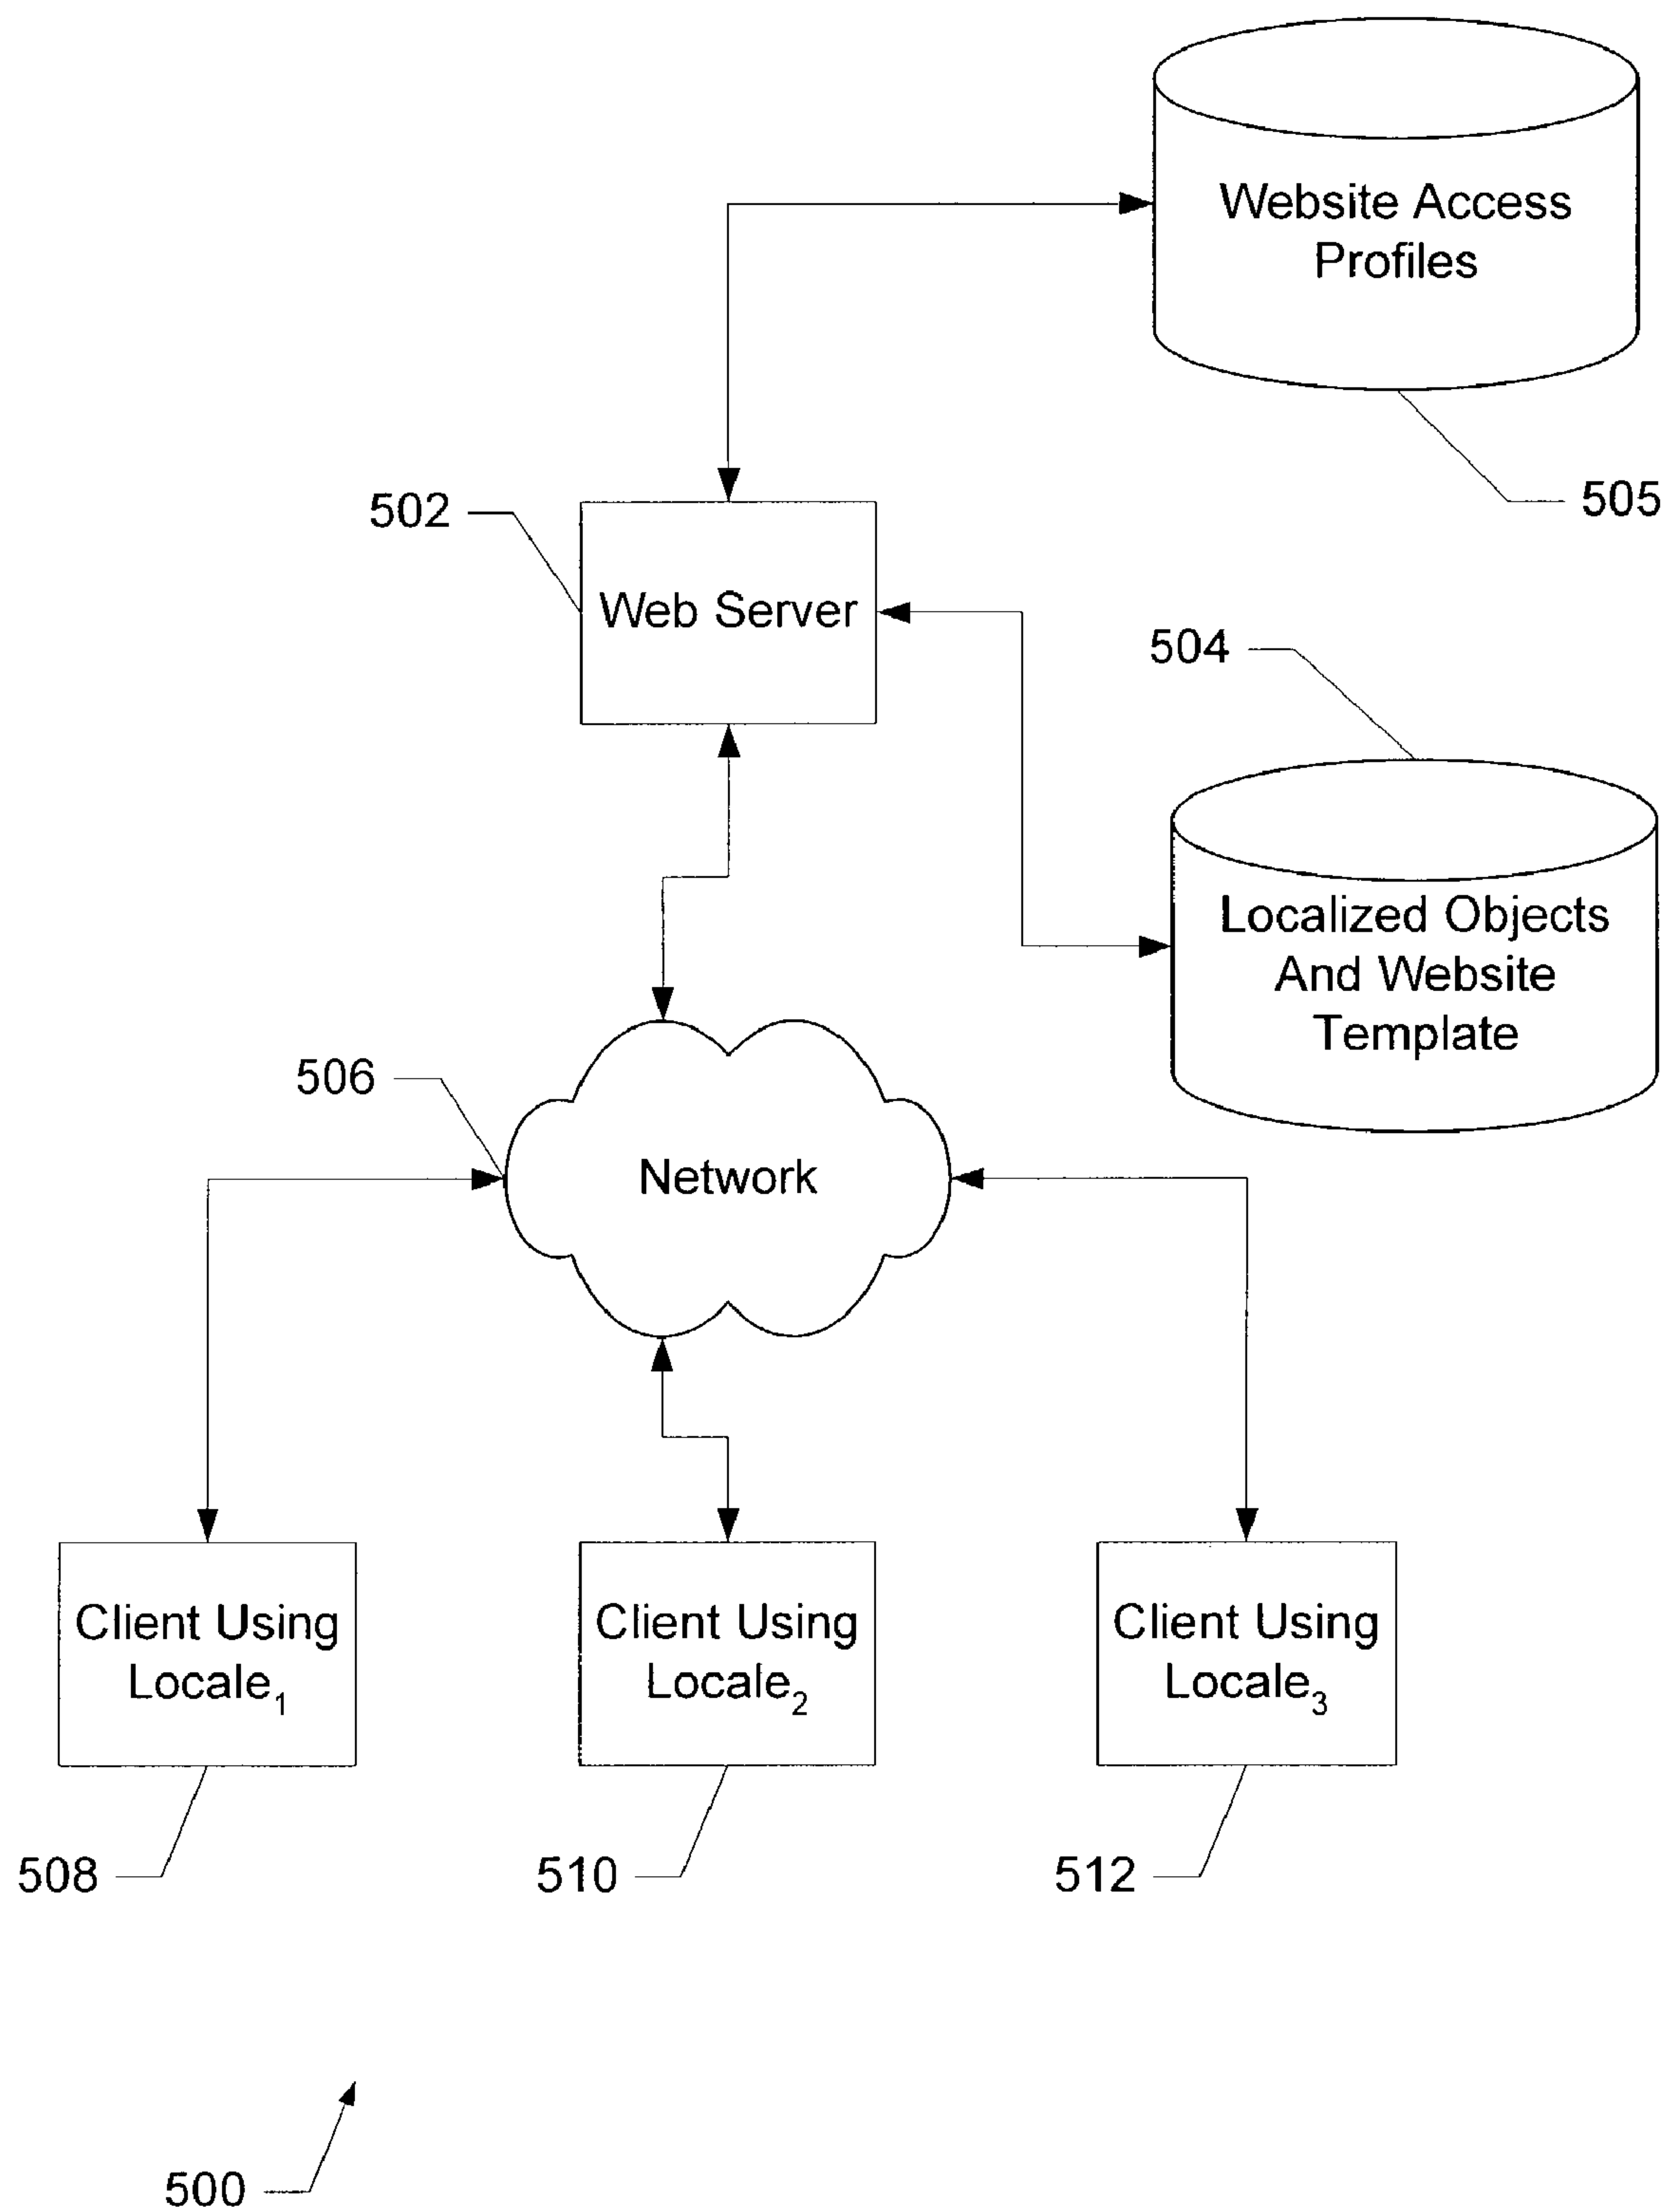 Website Access
Profiles
505
502
Web Server
504
Localized Objects
And Website
Template
506
Network
Client Using
Locale₁
Client Using
Locale₂
Client Using
Locale₃
508
510
512
500